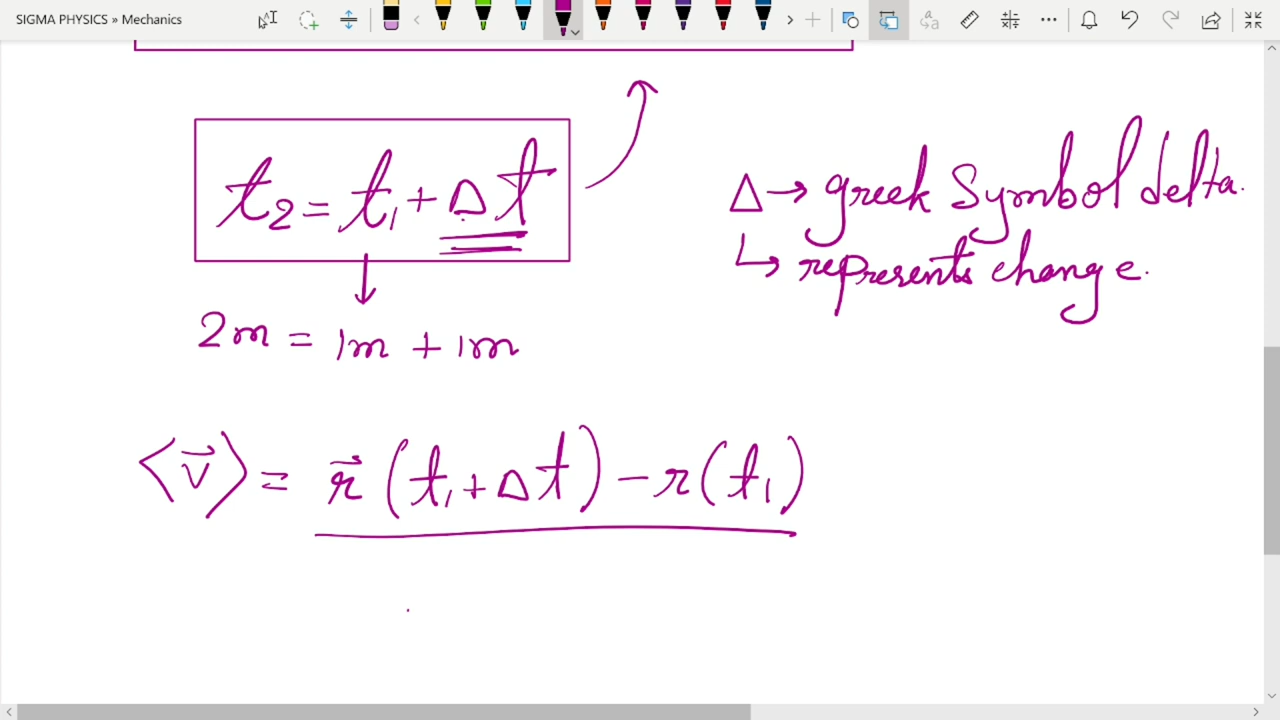 SIGMA PHYSICS » Mechanics
t₂ = t₁ + Δt
Δ → greek Symbol delta.
↳ represents change.
2m = 1m + 1m
⟨v⃗⟩ = r⃗ (t₁ + Δt) - r(t₁)